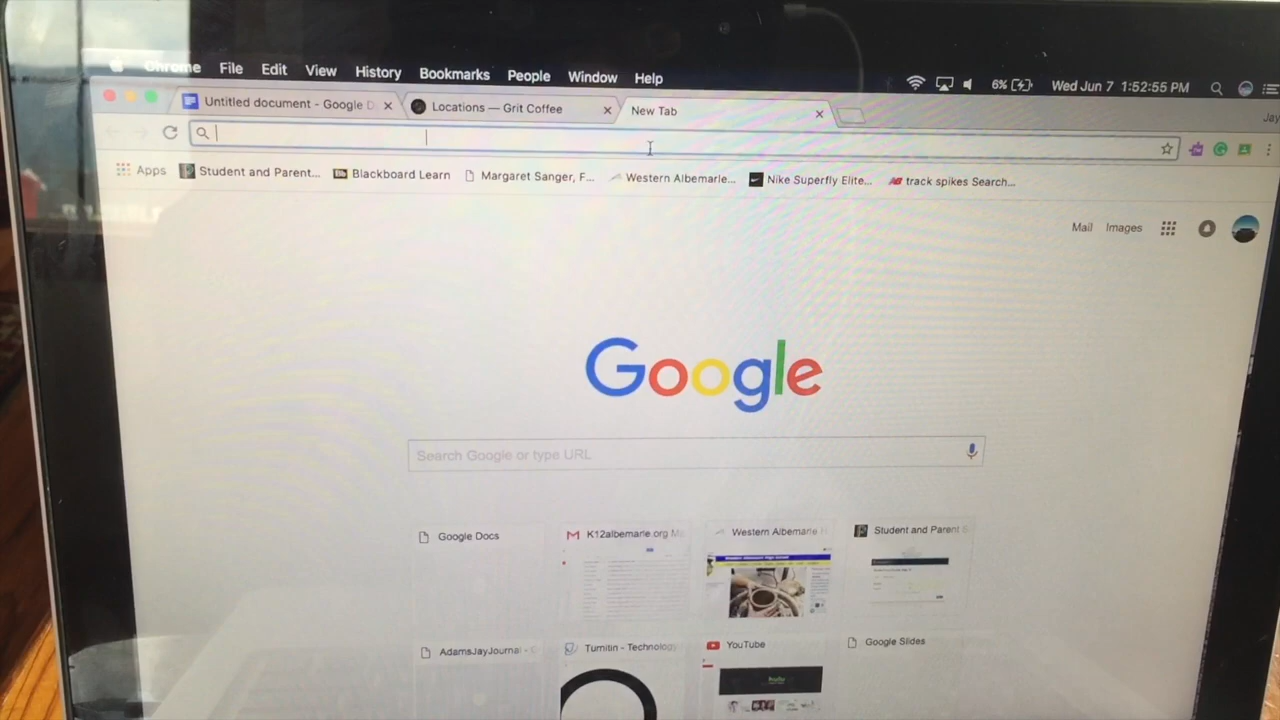 Chrome File Edit View History Bookmarks People Window Help 6% Wed Jun 7 1:52:55 PM
Untitled document - Google D Locations — Grit Coffee New Tab Jay
Apps Student and Parent... Blackboard Learn Margaret Sanger, F... Western Albemarle... Nike Superfly Elite... track spikes Search...
Mail Images
Google
Search Google or type URL
Google Docs K12albemarle.org Ma Western Albemarle H Student and Parent S
AdamsJayJournal - G Turnitin - Technology YouTube Google Slides
hulu